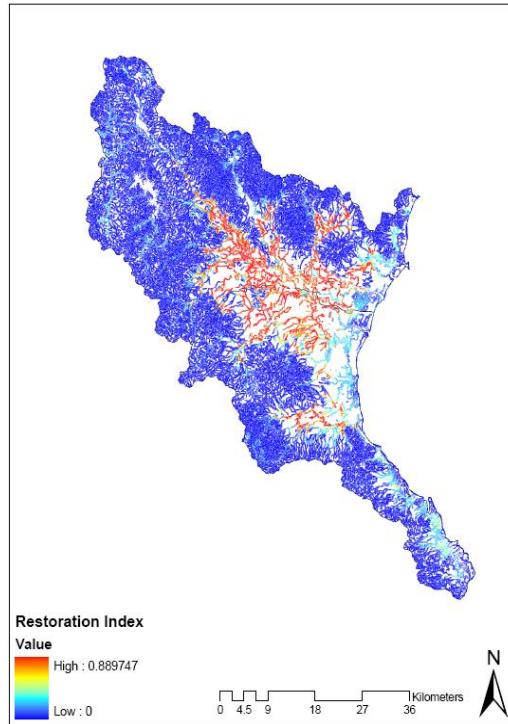 Restoration Index
Value
High : 0.889747
Low : 0
N
Kilometers
0 4.5 9 18 27 36